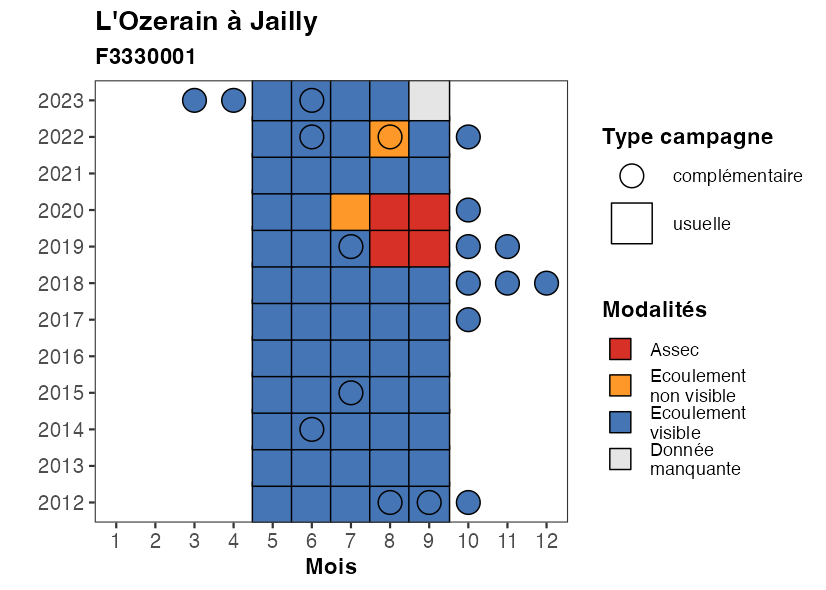 L'Ozerain à Jailly
F3330001
2023
2022
2021
2020
2019
2018
2017
2016
2015
2014
2013
2012
1 2 3 4 5 6 7 8 9 10 11 12
Mois
Type campagne
complémentaire
usuelle
Modalités
Assec
Ecoulement
non visible
Ecoulement
visible
Donnée
manquante